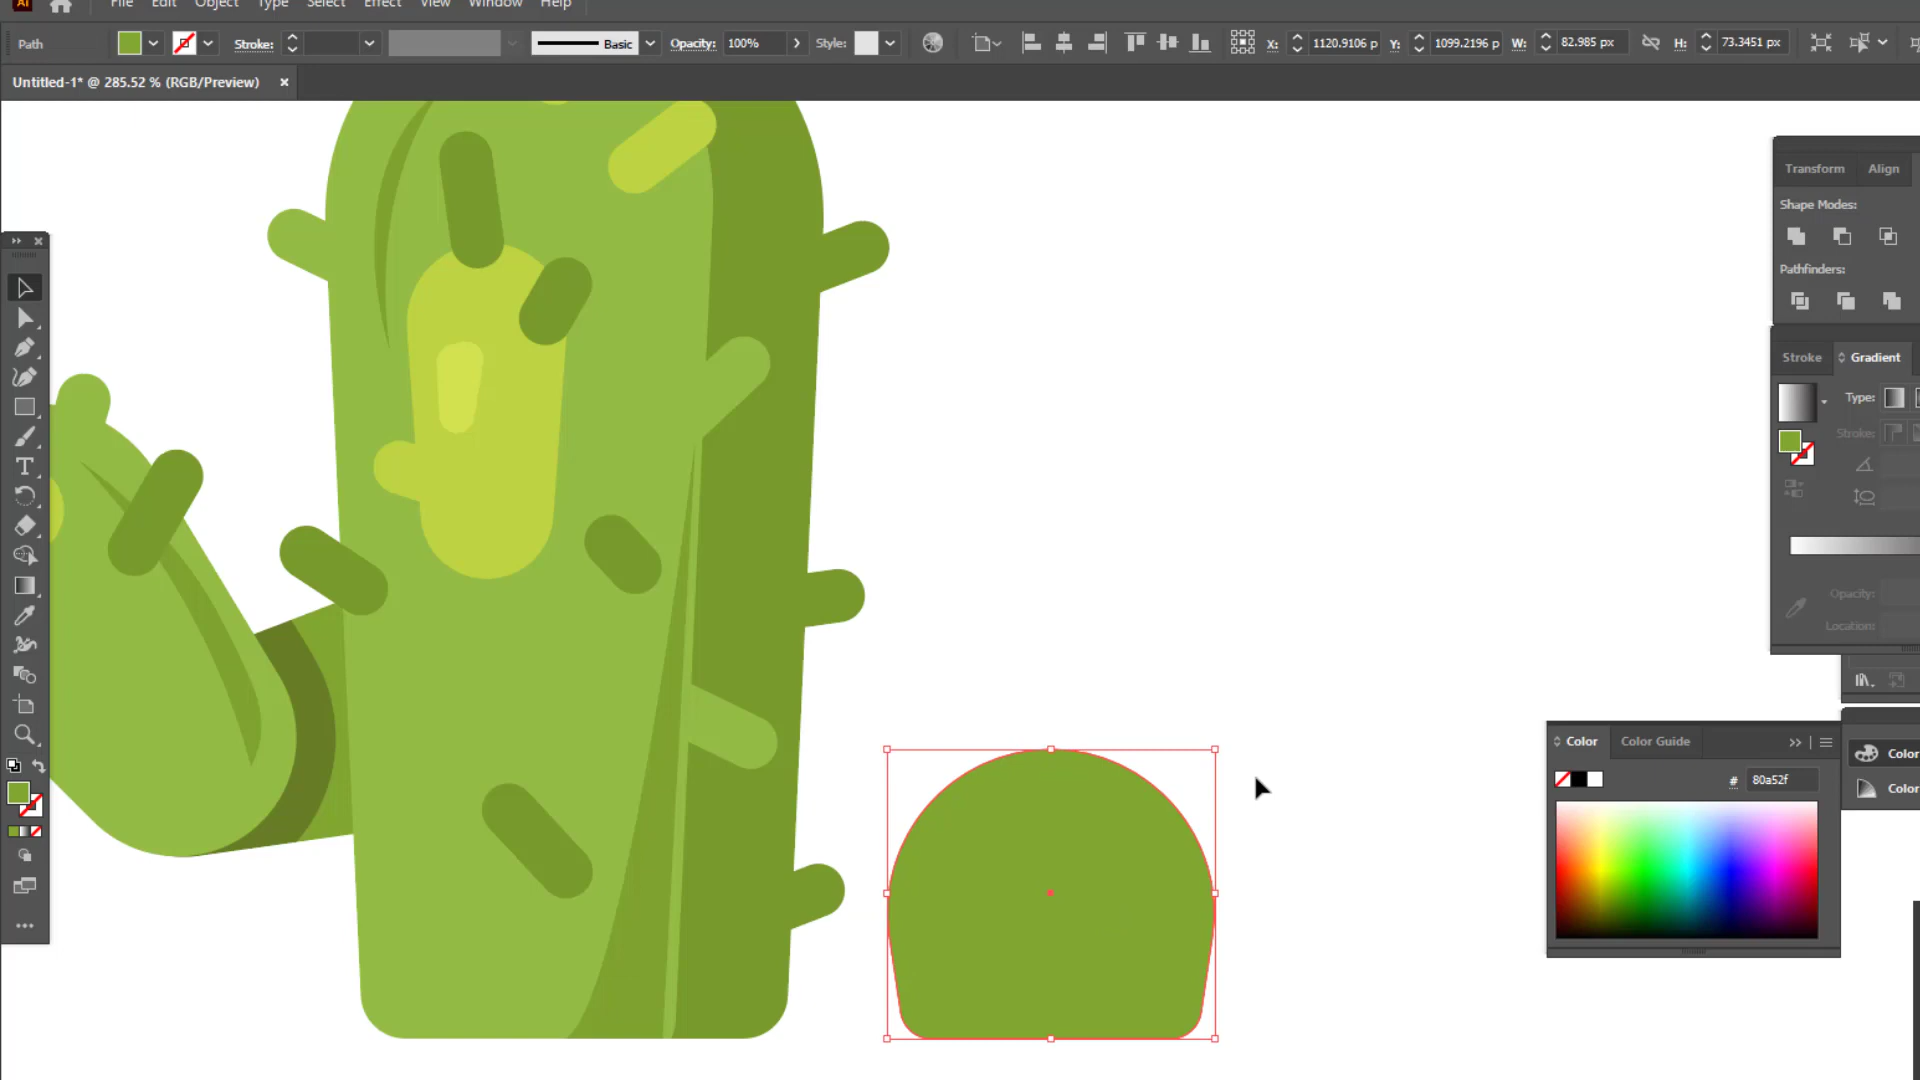 Ai File Edit Object Type Select Effect View Window Help
Path Stroke: Basic Opacity: 100% Style: X: 1120.9106 p Y: 1099.2196 p W: 82.985 px H: 73.3451 px
Untitled-1* @ 285.52 % (RGB/Preview)
Transform Align
Shape Modes:
Pathfinders:
Stroke Gradient
Type:
Stroke:
Opacity:
Location:
Color Color Guide
# 80a52f
Color
Color